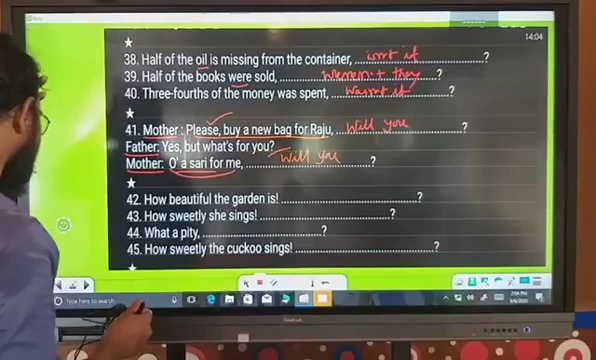 14:04
★
38. Half of the oil is missing from the container, isn't it ?
39. Half of the books were sold, weren't they ?
40. Three-fourths of the money was spent, wasn't it ?
★
41. Mother : Please, buy a new bag for Raju, Will you ?
Father: Yes, but what's for you?
Mother: O' a sari for me, Will you ?
★
42. How beautiful the garden is! ?
43. How sweetly she sings! ?
44. What a pity, ?
45. How sweetly the cuckoo sings! ?
★
Type here to search
2:04 PM